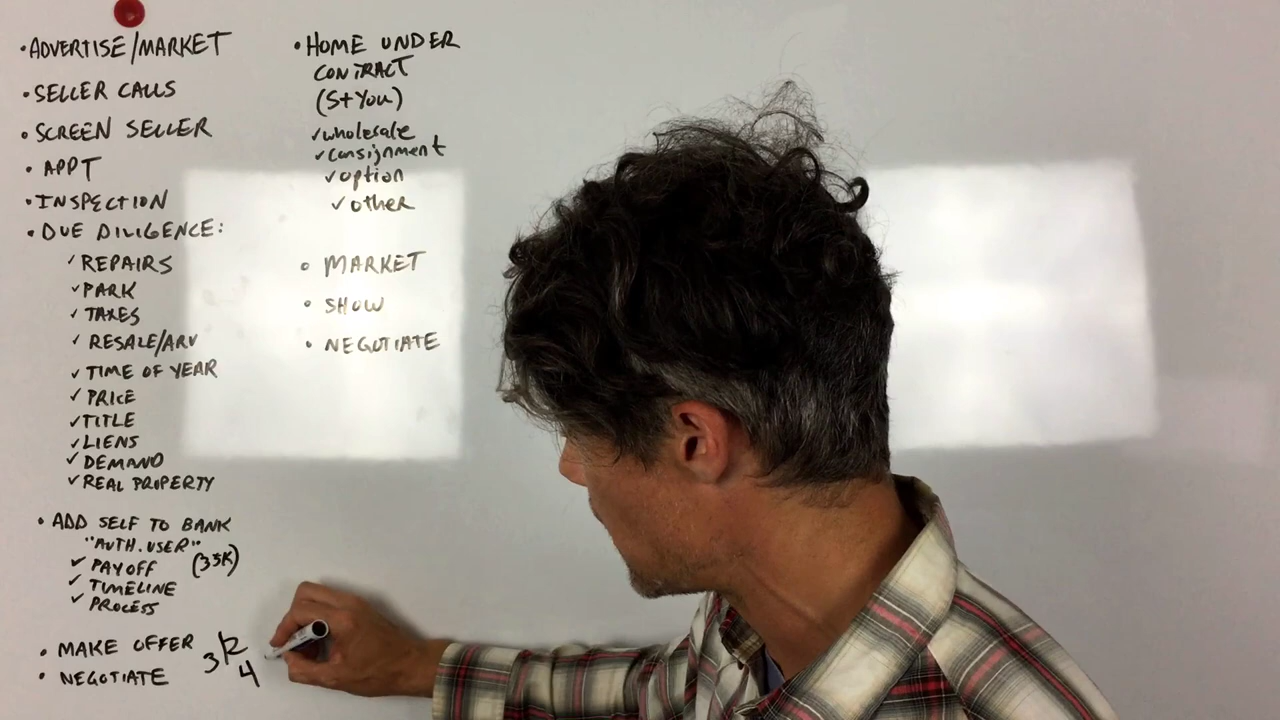 • ADVERTISE/MARKET
• SELLER CALLS
• SCREEN SELLER
• APPT
• INSPECTION
• DUE DILIGENCE:
✓ REPAIRS
✓ PARK
✓ TAXES
✓ RESALE/ARV
✓ TIME OF YEAR
✓ PRICE
✓ TITLE
✓ LIENS
✓ DEMAND
✓ REAL PROPERTY
• ADD SELF TO BANK
"AUTH. USER"
✓ PAYOFF (35K)
✓ TIMELINE
✓ PROCESS
• MAKE OFFER
• NEGOTIATE
3/2
4
• HOME UNDER
CONTRACT
(S+YOU)
✓ wholesale
✓ consignment
✓ option
✓ other
• MARKET
• SHOW
• NEGOTIATE